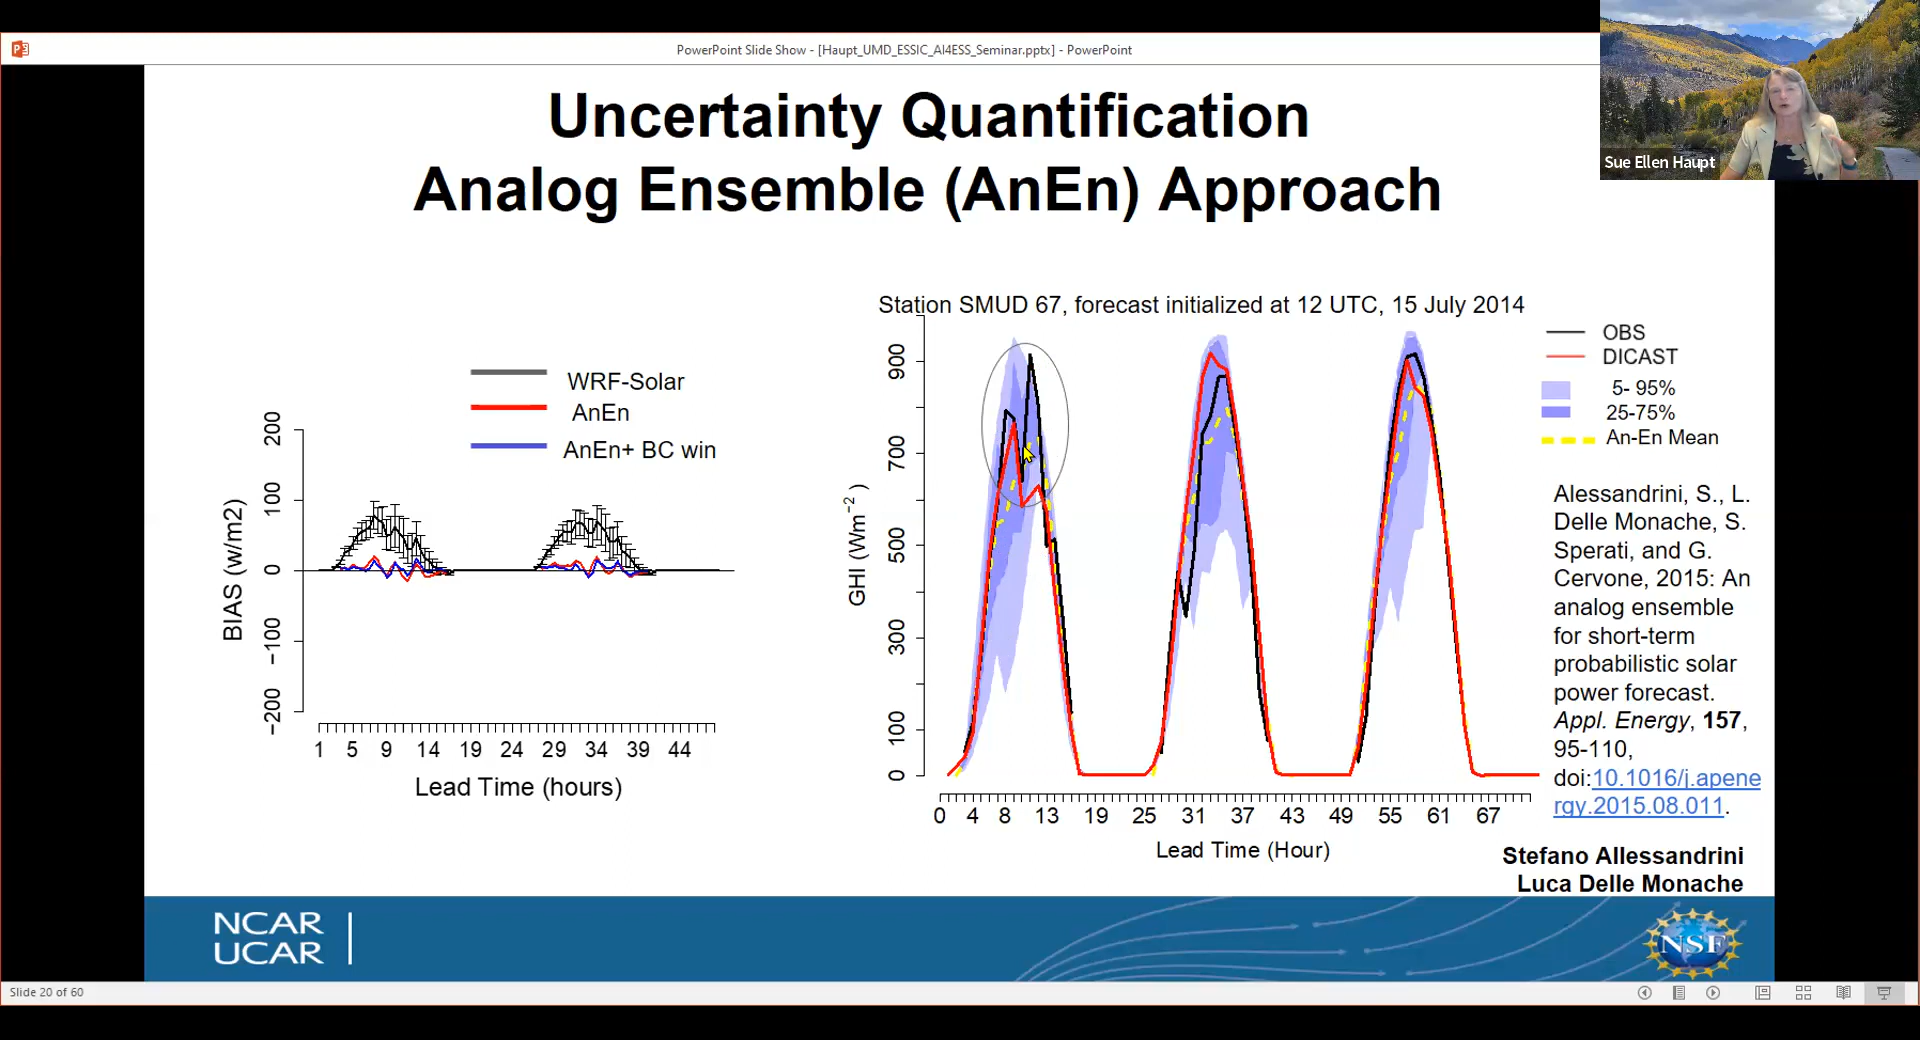 PowerPoint Slide Show - [Haupt_UMD_ESSIC_AI4ESS_Seminar.pptx] - PowerPoint
Sue Ellen Haupt
Uncertainty Quantification
Analog Ensemble (AnEn) Approach
WRF-Solar
AnEn
AnEn+ BC win
BIAS (w/m2)
200
100
0
-100
-200
1 5 9 14 19 24 29 34 39 44
Lead Time (hours)
Station SMUD 67, forecast initialized at 12 UTC, 15 July 2014
GHI (Wm⁻²)
900
700
500
300
100
0
0 4 8 13 19 25 31 37 43 49 55 61 67
Lead Time (Hour)
OBS
DICAST
5- 95%
25-75%
An-En Mean
Alessandrini, S., L.
Delle Monache, S.
Sperati, and G.
Cervone, 2015: An
analog ensemble
for short-term
probabilistic solar
power forecast.
Appl. Energy, 157,
95-110,
doi:10.1016/j.apene
rgy.2015.08.011.
Stefano Allessandrini
Luca Delle Monache
NCAR
UCAR
NSF
Slide 20 of 60